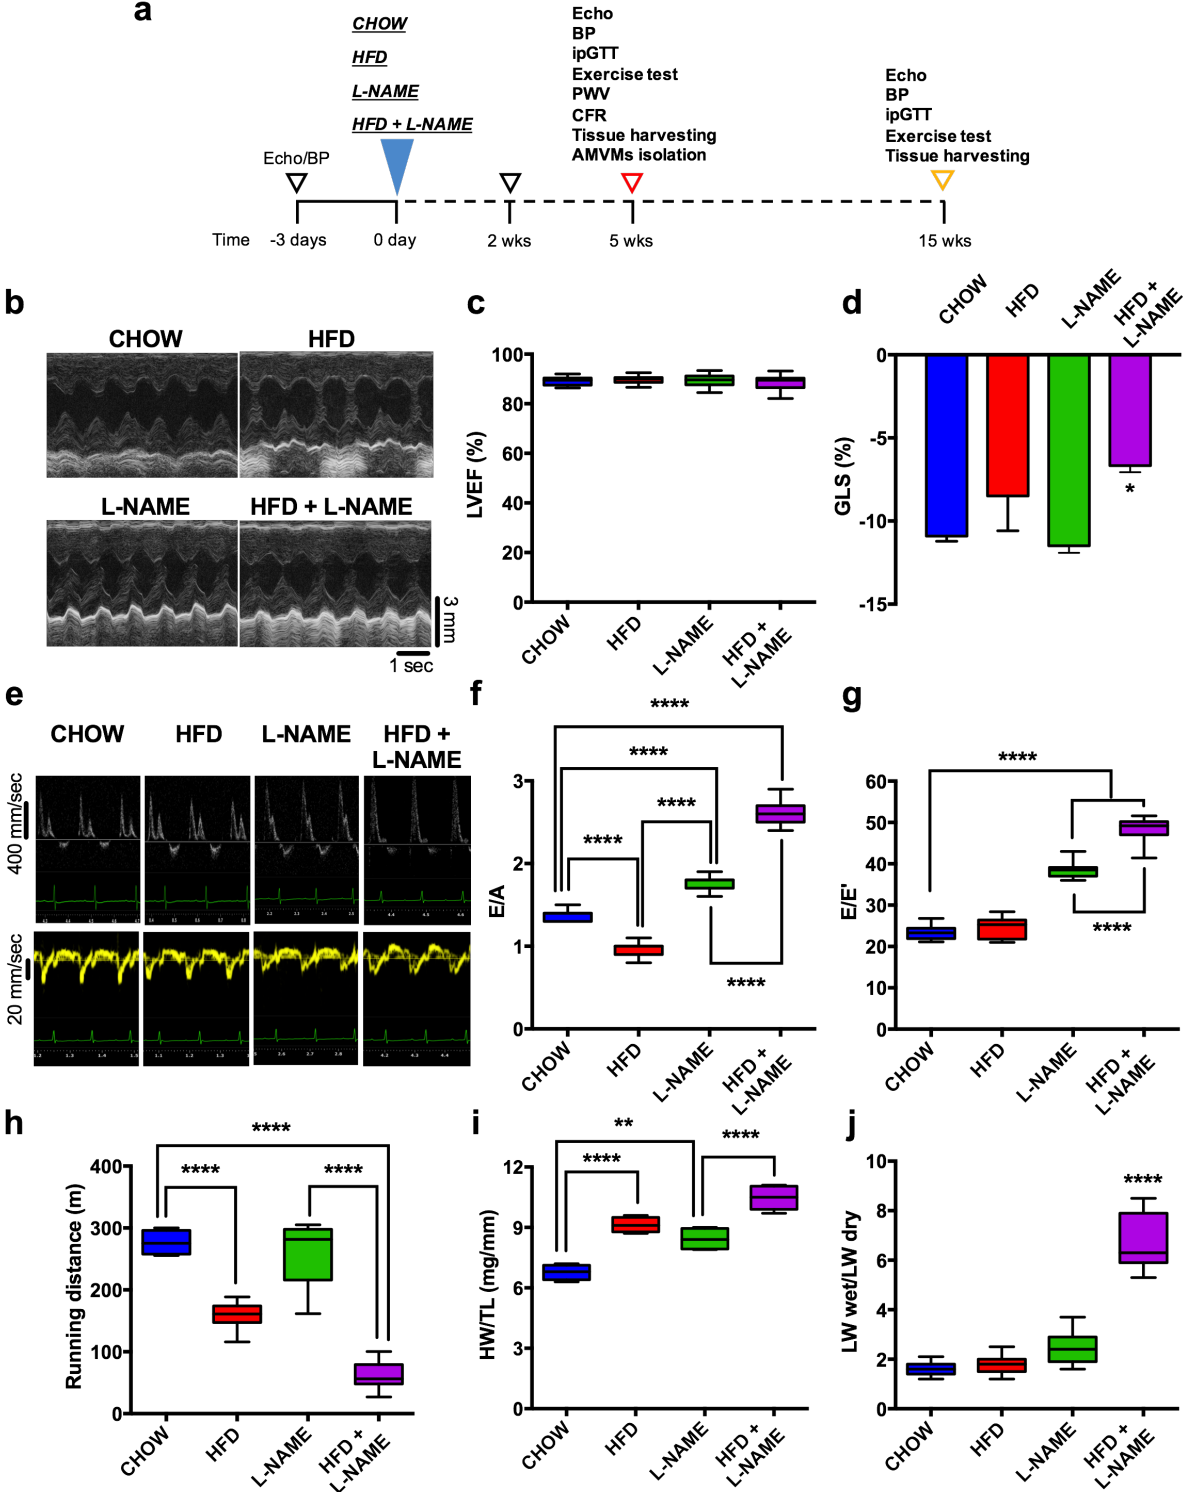 a
CHOW
HFD
L-NAME
HFD + L-NAME
Echo/BP
Echo
BP
ipGTT
Exercise test
PWV
CFR
Tissue harvesting
AMVMs isolation
Echo
BP
ipGTT
Exercise test
Tissue harvesting
Time -3 days 0 day 2 wks 5 wks 15 wks
b
CHOW HFD
L-NAME HFD + L-NAME
3 mm
1 sec
c
LVEF (%)
100
80
60
40
20
0
CHOW
HFD
L-NAME
HFD +
L-NAME
d
CHOW
HFD
L-NAME
HFD +
L-NAME
GLS (%)
0
-5
-10
-15
*
e
CHOW HFD L-NAME HFD +
L-NAME
400 mm/sec
20 mm/sec
f
E/A
3
2
1
0
****
****
****
****
****
CHOW
HFD
L-NAME
HFD +
L-NAME
g
E/E'
60
50
40
30
20
10
0
****
****
CHOW
HFD
L-NAME
HFD +
L-NAME
h
Running distance (m)
400
300
200
100
0
****
****
****
CHOW
HFD
L-NAME
HFD +
L-NAME
i
HW/TL (mg/mm)
12
9
6
3
0
**
****
****
CHOW
HFD
L-NAME
HFD +
L-NAME
j
LW wet/LW dry
10
8
6
4
2
0
****
CHOW
HFD
L-NAME
HFD +
L-NAME